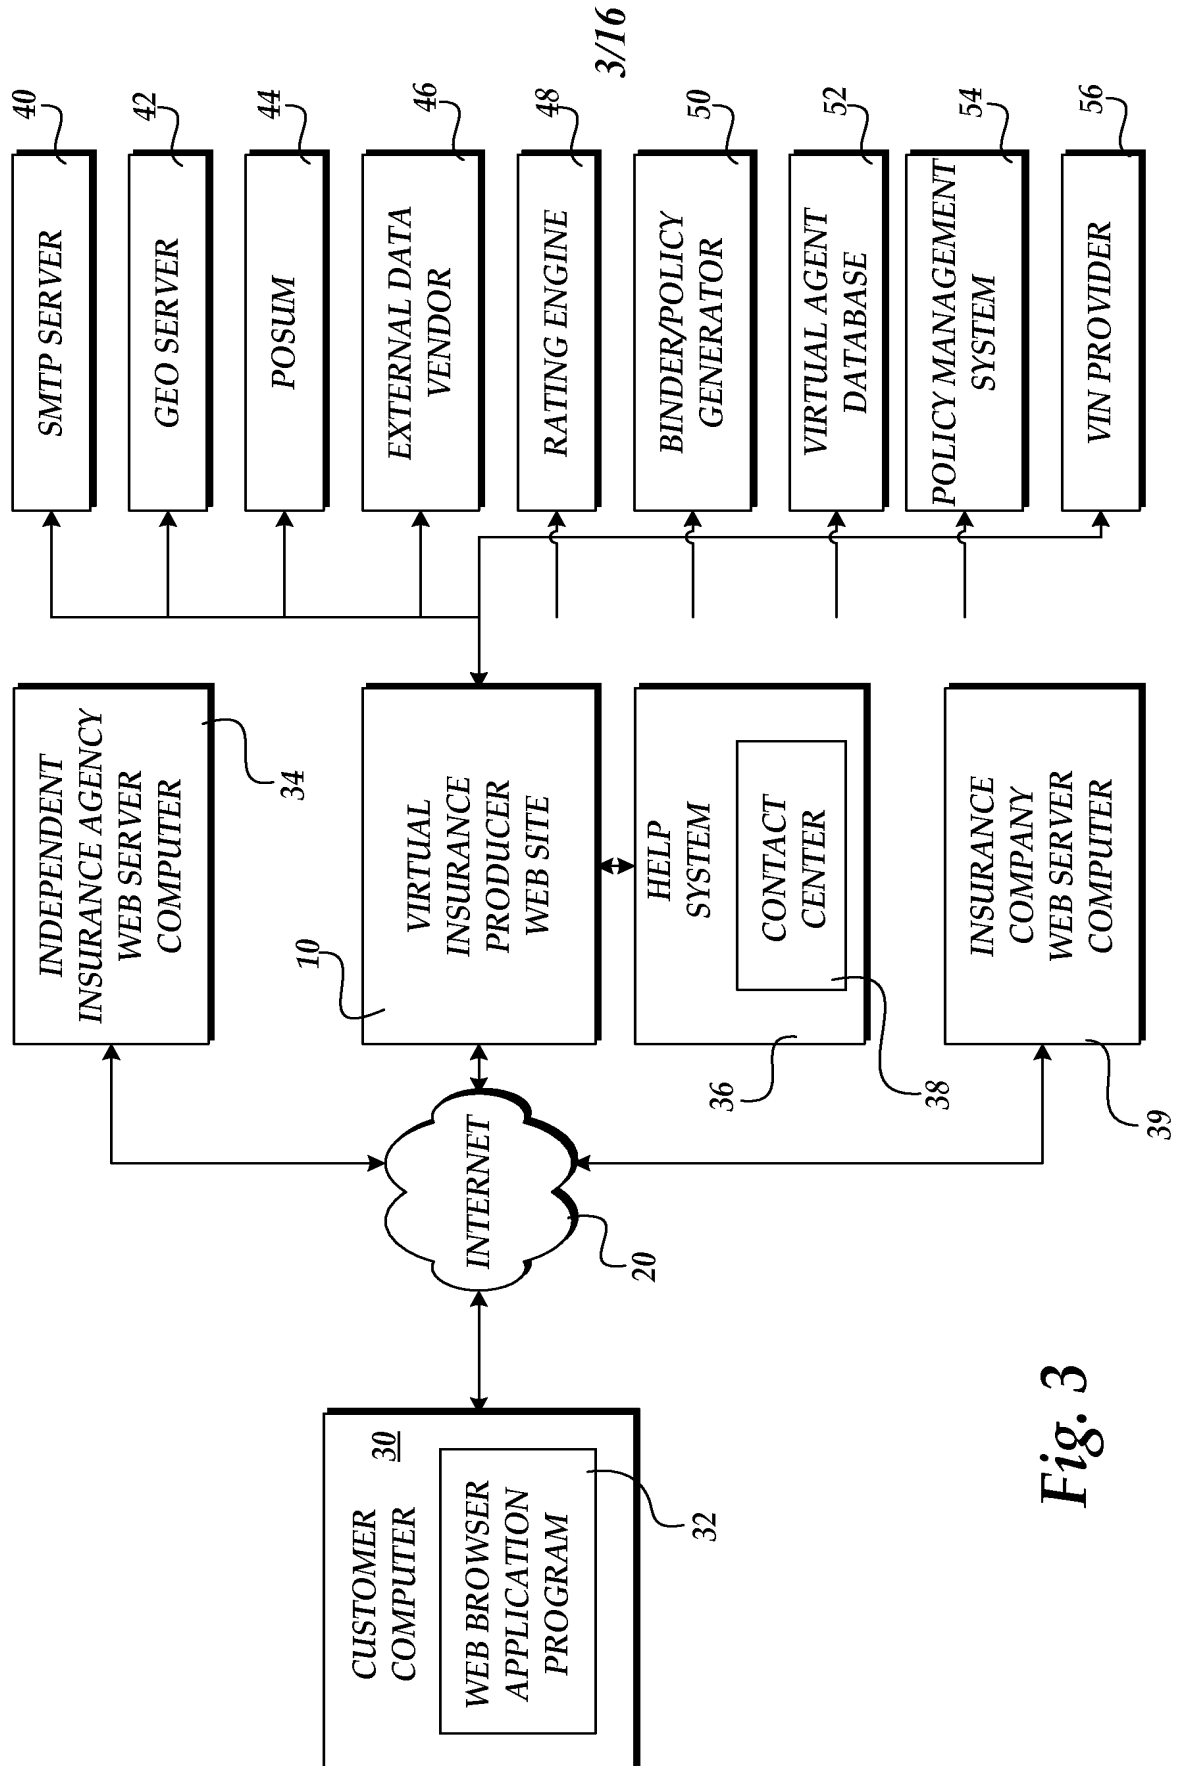 3/16
CUSTOMER
COMPUTER
30
WEB BROWSER
APPLICATION
PROGRAM
32
INTERNET
20
INDEPENDENT
INSURANCE AGENCY
WEB SERVER
COMPUTER
34
10
VIRTUAL
INSURANCE
PRODUCER
WEB SITE
HELP
SYSTEM
CONTACT
CENTER
36
38
INSURANCE
COMPANY
WEB SERVER
COMPUTER
39
SMTP SERVER
40
GEO SERVER
42
POSUM
44
EXTERNAL DATA
VENDOR
46
RATING ENGINE
48
BINDER/POLICY
GENERATOR
50
VIRTUAL AGENT
DATABASE
52
POLICY MANAGEMENT
SYSTEM
54
VIN PROVIDER
56
Fig. 3